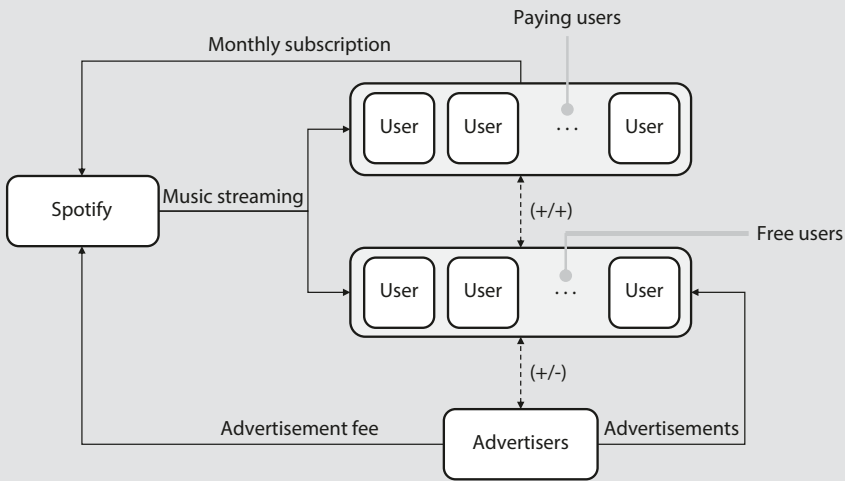 Paying users
Monthly subscription
User
User
...
User
Spotify
Music streaming
(+/+)
Free users
User
User
...
User
(+/-)
Advertisement fee
Advertisers
Advertisements